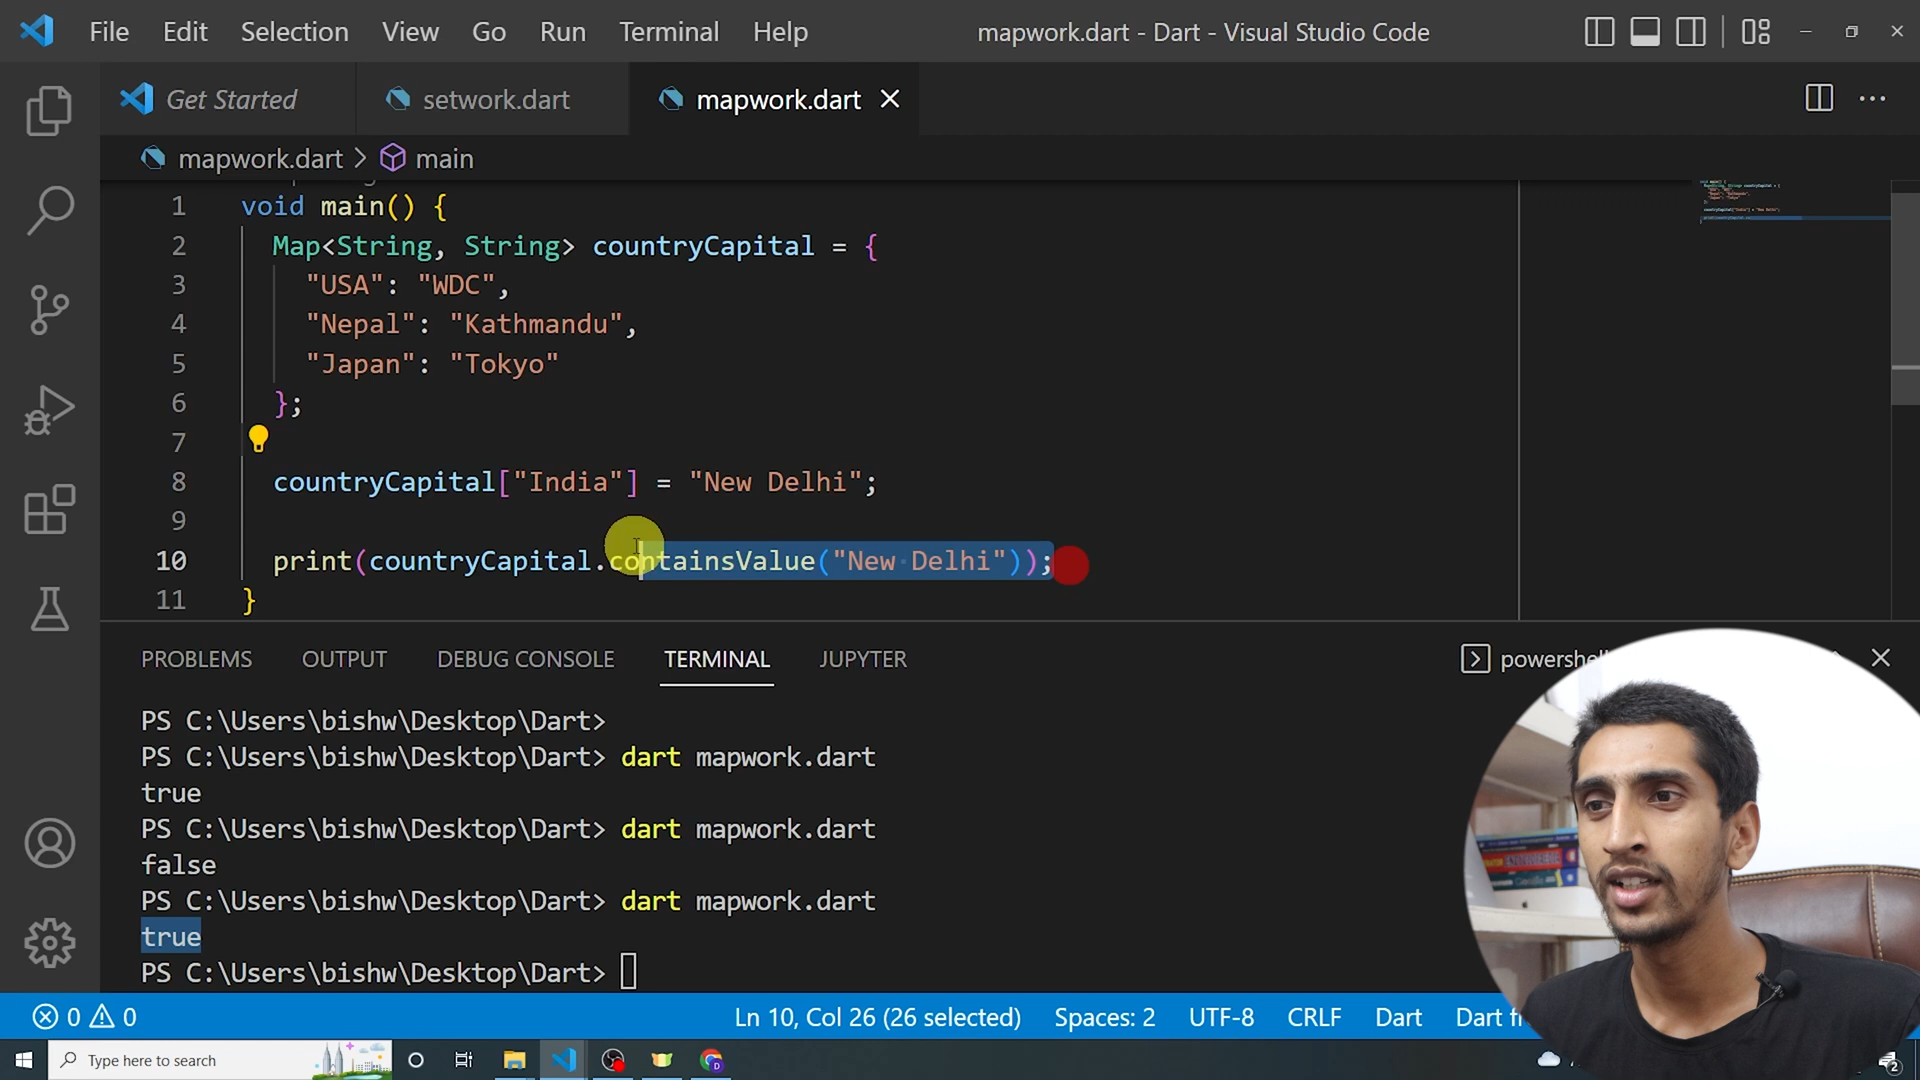 File Edit Selection View Go Run Terminal Help mapwork.dart - Dart - Visual Studio Code
Get Started setwork.dart mapwork.dart
mapwork.dart > main
1 void main() {
2 Map<String, String> countryCapital = {
3 "USA": "WDC",
4 "Nepal": "Kathmandu",
5 "Japan": "Tokyo"
6 };
7
8 countryCapital["India"] = "New Delhi";
9
10 print(countryCapital.containsValue("New Delhi"));
11 }
PROBLEMS OUTPUT DEBUG CONSOLE TERMINAL JUPYTER
PS C:\Users\bishw\Desktop\Dart>
PS C:\Users\bishw\Desktop\Dart> dart mapwork.dart
true
PS C:\Users\bishw\Desktop\Dart> dart mapwork.dart
false
PS C:\Users\bishw\Desktop\Dart> dart mapwork.dart
true
PS C:\Users\bishw\Desktop\Dart>
0 0 Ln 10, Col 26 (26 selected) Spaces: 2 UTF-8 CRLF Dart Dart
Type here to search